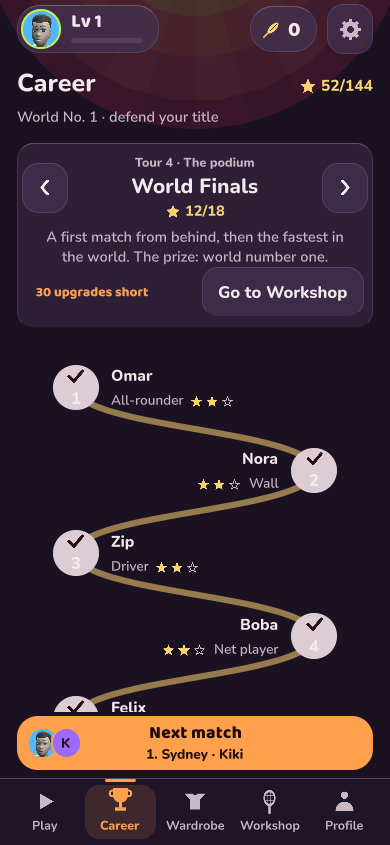 Lv 1
0
Career
52/144
World No. 1 · defend your title
Tour 4 · The podium
World Finals
12/18
A first match from behind, then the fastest in
the world. The prize: world number one.
30 upgrades short
Go to Workshop
1
Omar
All-rounder
Nora
Wall
2
3
Zip
Driver
Boba
Net player
4
Felix
K
Next match
1. Sydney · Kiki
Play
Career
Wardrobe
Workshop
Profile